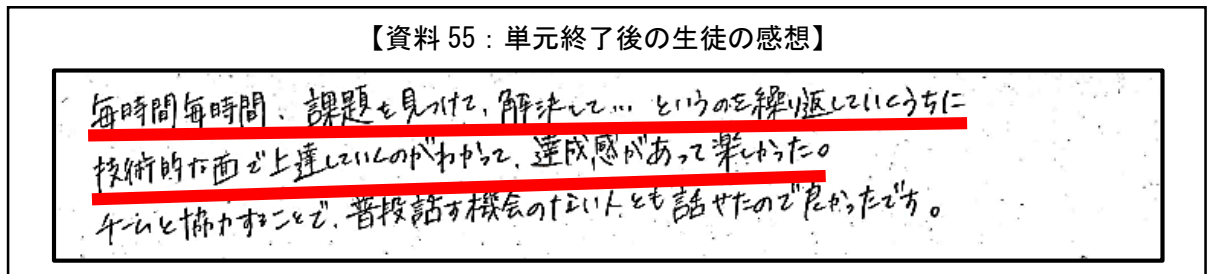 【資料 55：単元終了後の生徒の感想】
毎時間毎時間、課題を見つけて、解決して… というのを繰り返していくうちに
技術的な面で上達していくのがわかって、達成感があって楽しかった。
チームと協力することで、普段話す機会のない人とも話せたので良かったです。